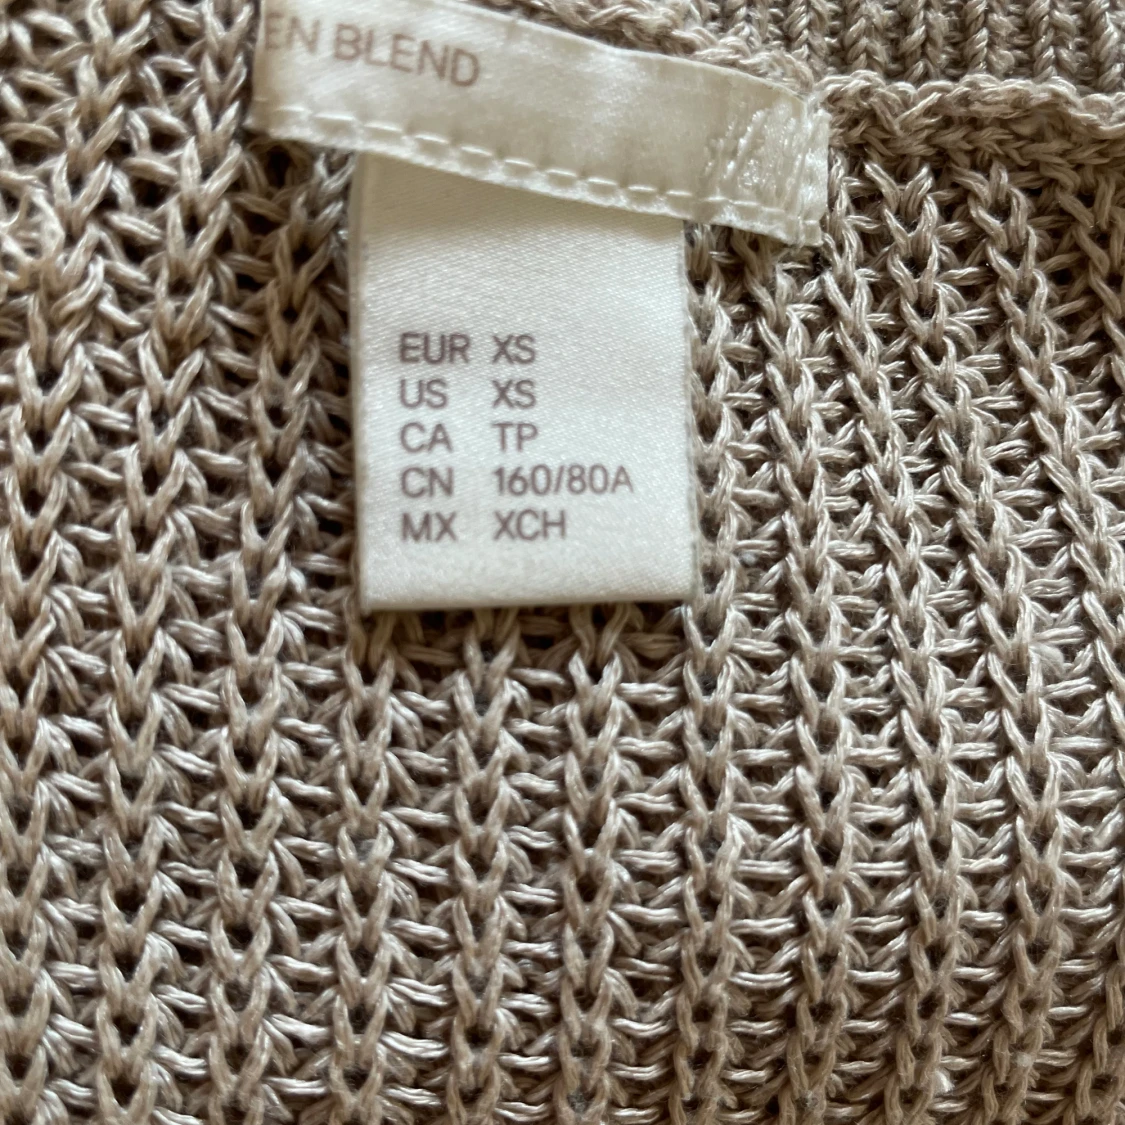 EN BLEND
EUR XS
US XS
CA TP
CN 160/80A
MX XCH